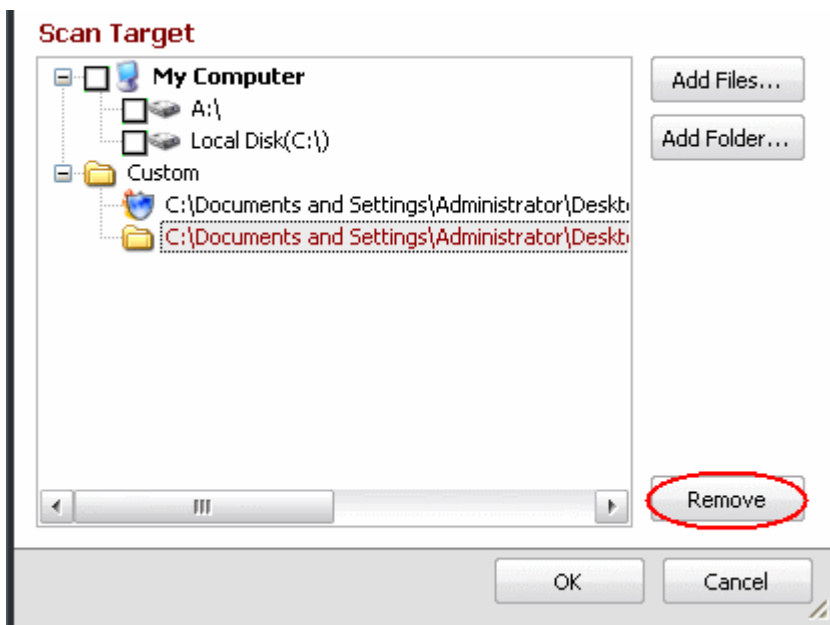 Scan Target
My Computer
A:\
Local Disk(C:\)
Custom
C:\Documents and Settings\Administrator\Deskt
C:\Documents and Settings\Administrator\Deskt
Add Files...
Add Folder...
Remove
OK
Cancel